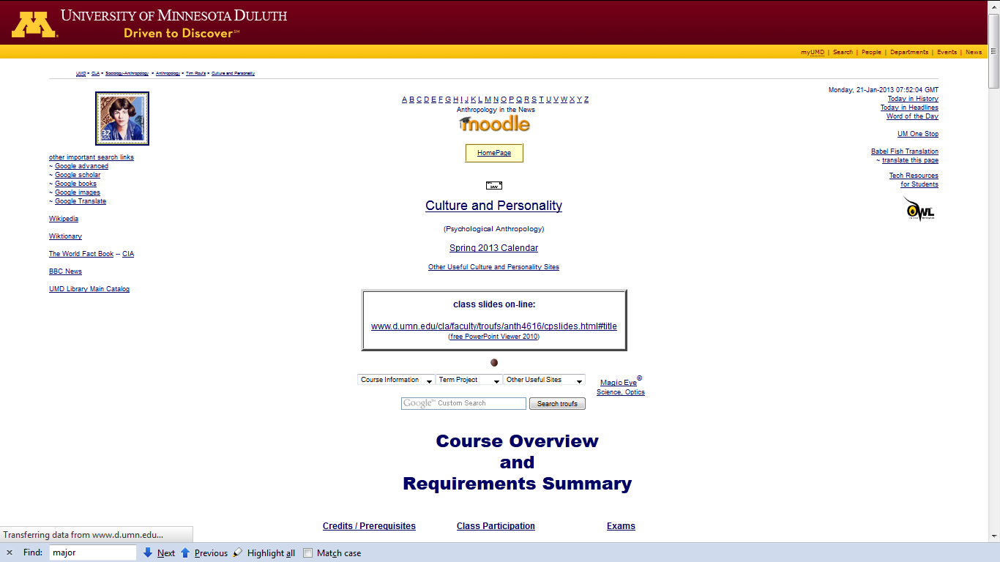 UNIVERSITY OF MINNESOTA DULUTH
Driven to Discover℠
myUMD | Search | People | Departments | Events | News
UMD > CLA > Sociology-Anthropology > Anthropology > Tim Roufs > Culture and Personality
Monday, 21-Jan-2013 07:52:04 GMT
Today in History
Today in Headlines
Word of the Day
UM One Stop
Babel Fish Translation
~ translate this page
Tech Resources
for Students
OWL
32
USA
other important search links
~ Google advanced
~ Google scholar
~ Google books
~ Google images
~ Google Translate
Wikipedia
Wiktionary
The World Fact Book -- CIA
BBC News
UMD Library Main Catalog
A B C D E F G H I J K L M N O P Q R S T U V W X Y Z
Anthropology in the News
moodle
HomePage
Culture and Personality
(Psychological Anthropology)
Spring 2013 Calendar
Other Useful Culture and Personality Sites
class slides on-line:
www.d.umn.edu/cla/faculty/troufs/anth4616/cpslides.html#title
(free PowerPoint Viewer 2010)
Course Information Term Project Other Useful Sites
Magic Eye©
Science, Optics
Google™ Custom Search Search troufs
Course Overview
and
Requirements Summary
Credits / Prerequisites Class Participation Exams
Transferring data from www.d.umn.edu...
x Find: major Next Previous Highlight all Match case